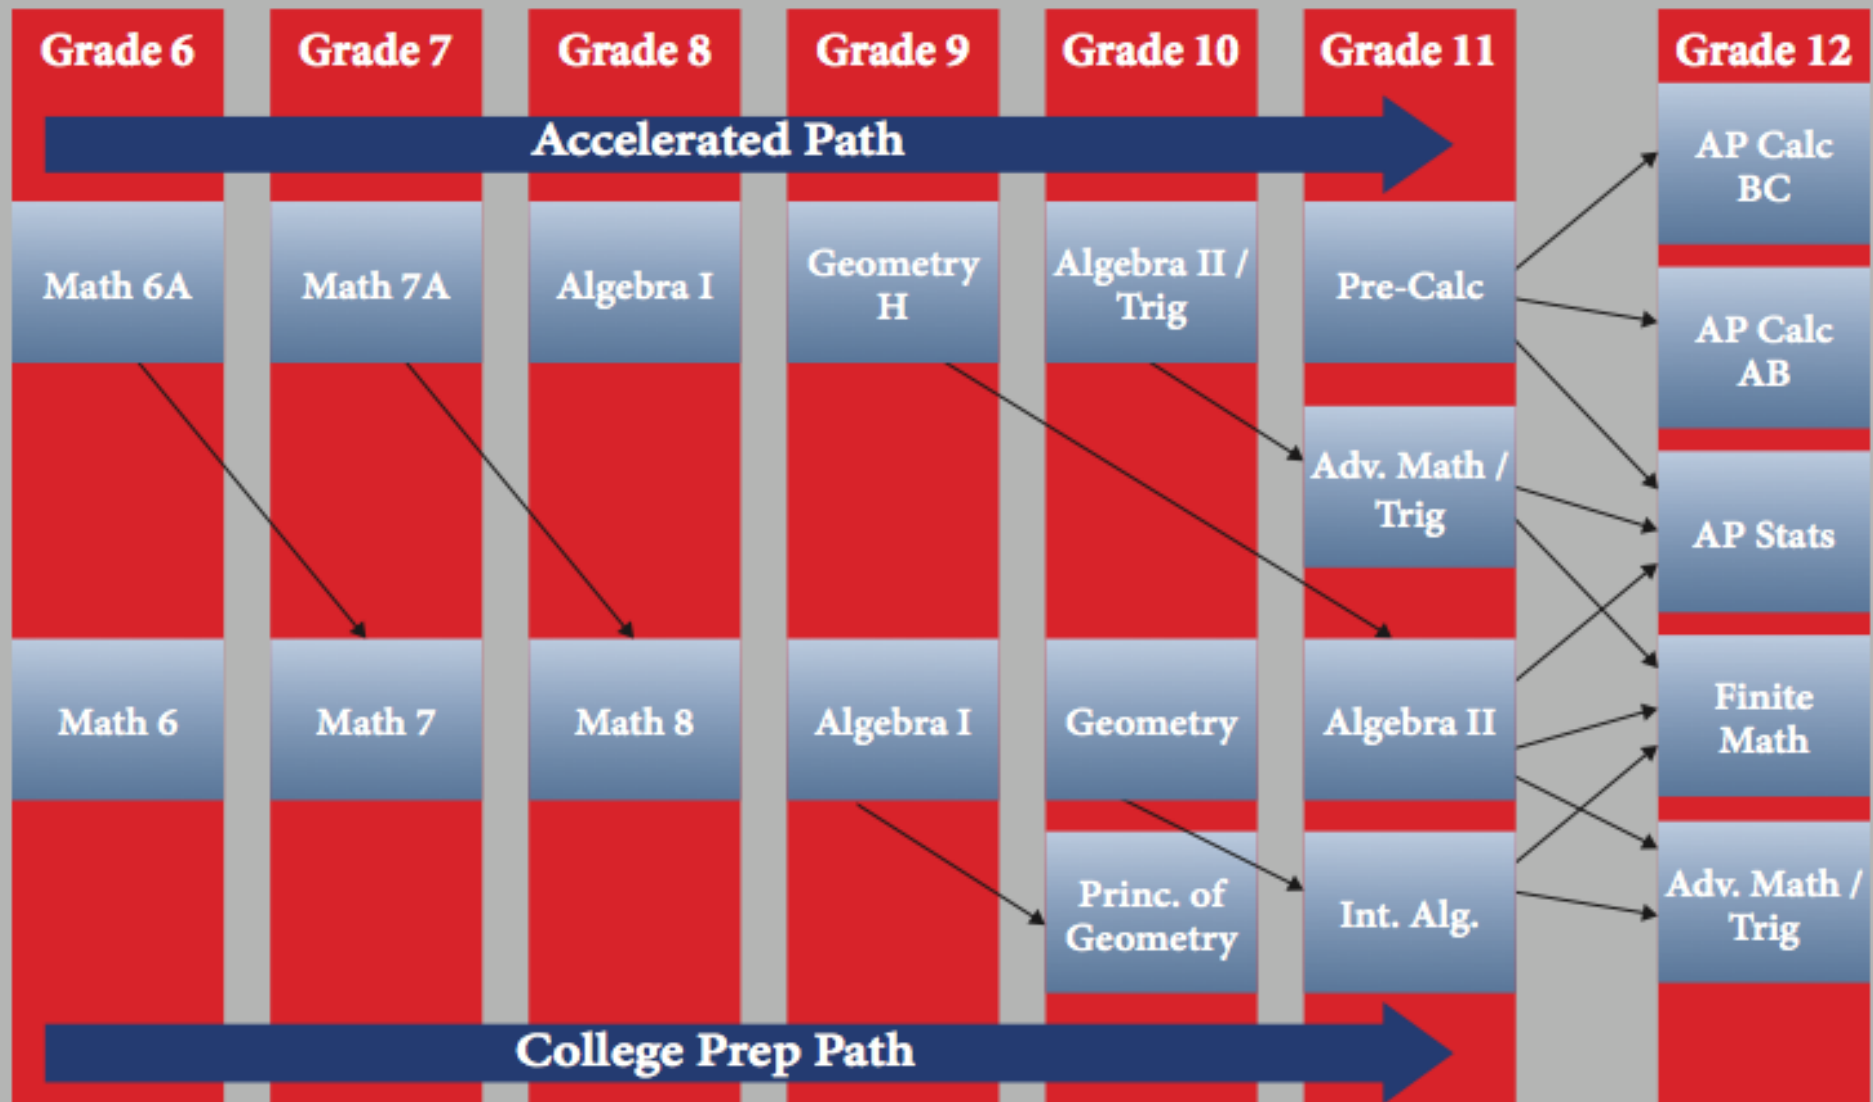 Grade 6
Grade 7
Grade 8
Grade 9
Grade 10
Grade 11
Grade 12
Accelerated Path
Math 6A
Math 7A
Algebra I
Geometry
H
Algebra II /
Trig
Pre-Calc
AP Calc
BC
AP Calc
AB
Adv. Math /
Trig
AP Stats
Math 6
Math 7
Math 8
Algebra I
Geometry
Algebra II
Finite
Math
Princ. of
Geometry
Int. Alg.
Adv. Math /
Trig
College Prep Path